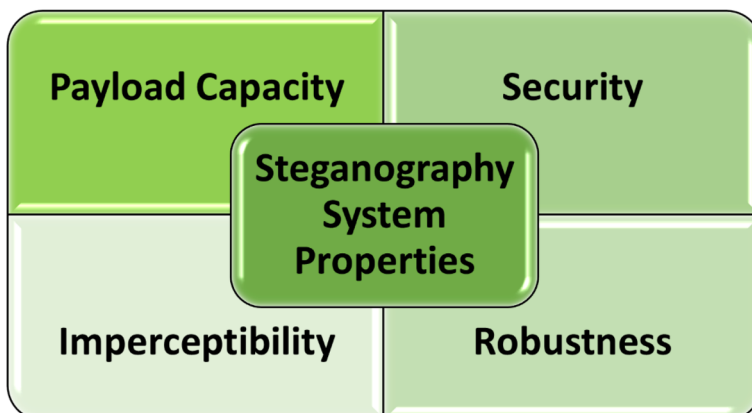 Payload Capacity
Security
Steganography
System
Properties
Imperceptibility
Robustness